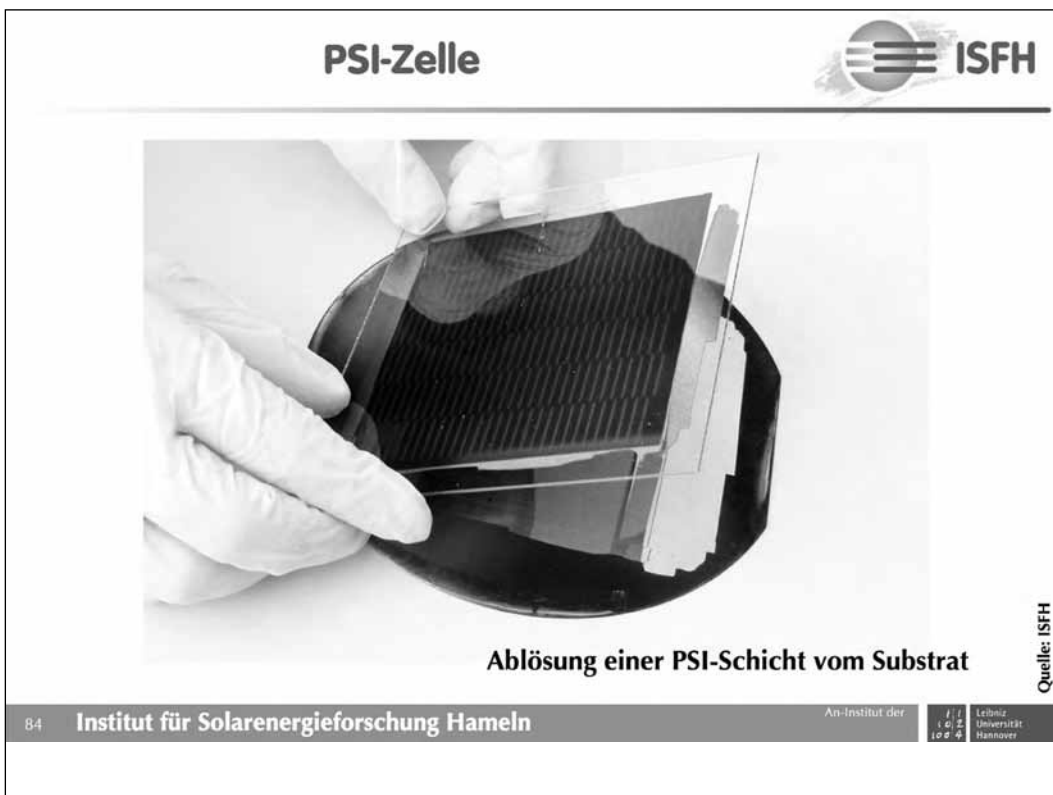 PSI-Zelle
ISFH
Ablösung einer PSI-Schicht vom Substrat
Quelle: ISFH
84 Institut für Solarenergieforschung Hameln
An-Institut der
Leibniz
Universität
Hannover